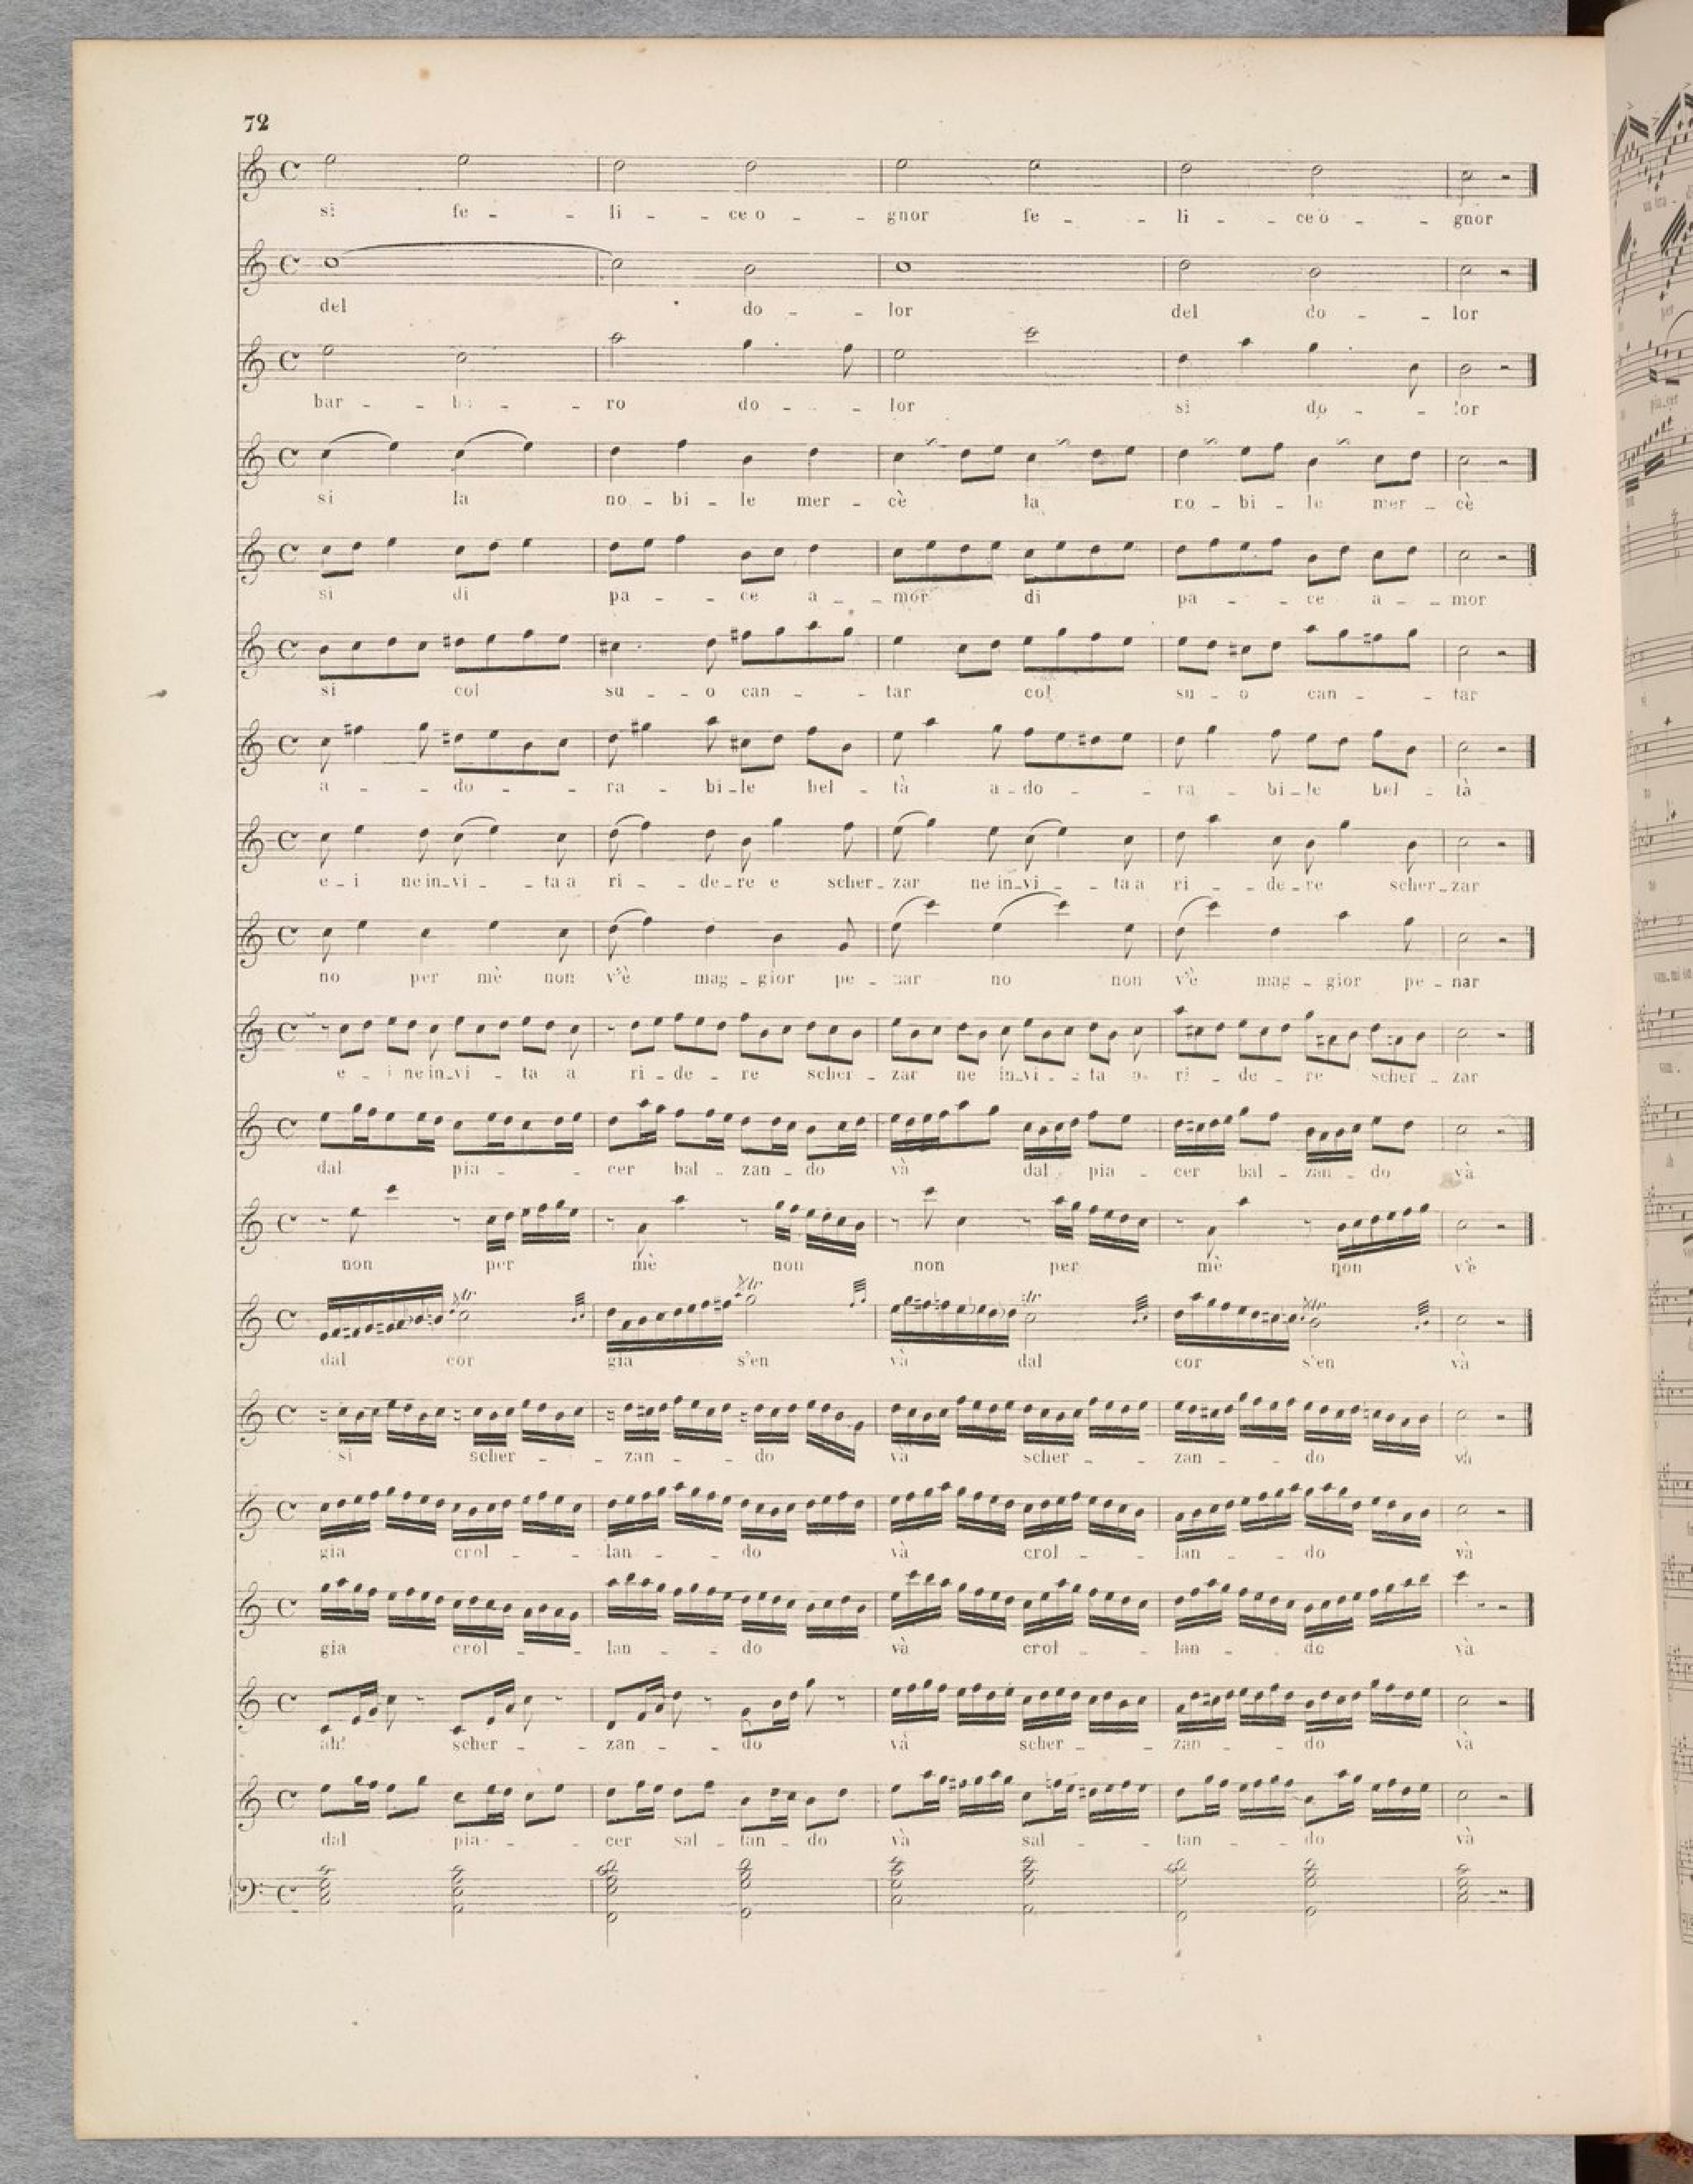 72
si fe - - li - - ce o - - gnor fe - - li - - ce o - - gnor
del do - - lor del do - - lor
bar - - - - ro do - - - lor si do - - lor
si la no - bi - le mer - cè la no - bi - le mer - cè
si di pa - - ce a - - mor di pa - - ce a - - mor
si col su - - o can - - tar col su - o can - - tar
a - - do - - ra - bi - le bel - tà a - do - - ra - bi - le bel - tà
e - i ne in - vi - - ta a ri - - de - re e scher - zar ne in - vi - - ta a ri - - de - re scher - zar
no per mè non v'è mag - gior pe - nar no non v'è mag - gior pe - nar
e - i ne in - vi - ta a ri - de - re scher - zar ne in - vi - ta a ri - de - re scher - zar
dal pia - - cer bal - zan - do và dal pia - cer bal - zan - do và
non per mè non non per mè non v'è
tr tr tr tr
dal cor gia s'en và dal cor s'en và
si scher - - zan - - do và scher - - zan - - do và
gia crol - - lan - - do và crol - - lan - - do và
gia crol - - lan - - do và crol - - lan - - do và
ah! scher - - zan - - do và scher - - zan - - do và
dal pia - - cer sal - tan - do và sal - - tan - - do và